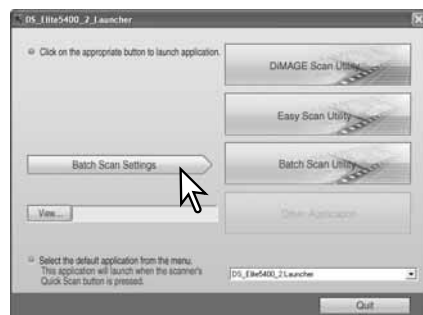 DS_Elite5400_2_Launcher
Click on the appropriate button to launch application.
DiMAGE Scan Utility
Easy Scan Utility
Batch Scan Settings
Batch Scan Utility
View...
Other Application
Select the default application from the menu.
This application will launch when the scanner's
Quick Scan button is pressed.
DS_Elite5400_2 Launcher
Quit